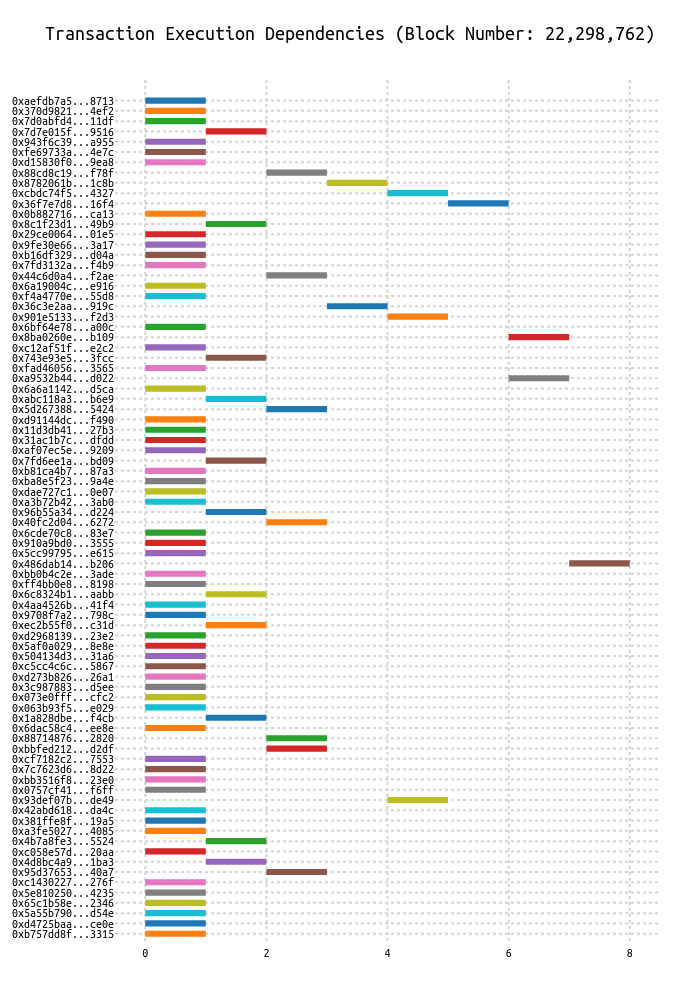 Transaction Execution Dependencies (Block Number: 22,298,762)
0xaefdb7a5...8713
0x370d9821...4ef2
0x7d0abfd4...11df
0x7d7e015f...9516
0x943f6c39...a955
0xfe69733a...4e7c
0xd15830f0...9ea8
0x88cd8c19...f78f
0x8782061b...1c8b
0xcbdc74f5...4327
0x36f7e7d8...16f4
0x0b882716...ca13
0x8c1f23d1...49b9
0x29ce0064...01e5
0x9fe30e66...3a17
0xb16df329...d04a
0x7fd3132a...f4b9
0x44c6d0a4...f2ae
0x6a19004c...e916
0xf4a4770e...55d8
0x36c3e2aa...919c
0x901e5133...f2d3
0x6bf64e78...a00c
0x8ba0260e...b109
0xc12af51f...e2c2
0x743e93e5...3fcc
0xfad46056...3565
0xa9532b44...d022
0x6a6a1142...d5ca
0xabc118a3...b6e9
0x5d267388...5424
0xd91144dc...f490
0x11d3db41...27b3
0x31ac1b7c...dfdd
0xaf07ec5e...9209
0x7fd6ee1a...bd09
0xb81ca4b7...87a3
0xba8e5f23...9a4e
0xdae727c1...0e07
0xa3b72b42...3ab0
0x96b55a34...d224
0x40fc2d04...6272
0x6cde70c8...83e7
0x910a9bd0...3555
0x5cc99795...e615
0x486dab14...b206
0xbb0b4c2e...3ade
0xff4bb0e8...8198
0x6c8324b1...aabb
0x4aa4526b...41f4
0x9708f7a2...798c
0xec2b55f0...c31d
0xd2968139...23e2
0x5af0a029...8e8e
0x504134d3...31a6
0xc5cc4c6c...5867
0xd273b826...26a1
0x3c987883...d5ee
0x073e0fff...cfc2
0x063b93f5...e029
0x1a828dbe...f4cb
0x6dac58c4...ee8e
0x88714876...2820
0xbbfed212...d2df
0xcf7182c2...7553
0x7c7623d6...8d22
0xbb3516f8...23e0
0x0757cf41...f6ff
0x93def07b...de49
0x42abd618...da4c
0x381ffe8f...19a5
0xa3fe5027...4085
0x4b7a8fe3...5524
0xc058e57d...20aa
0x4d8bc4a9...1ba3
0x95d37653...40a7
0xc1430227...276f
0x5e810250...4235
0x65c1b58e...2346
0x5a55b790...d54e
0xd4725baa...ce0e
0xb757dd8f...3315
0 2 4 6 8